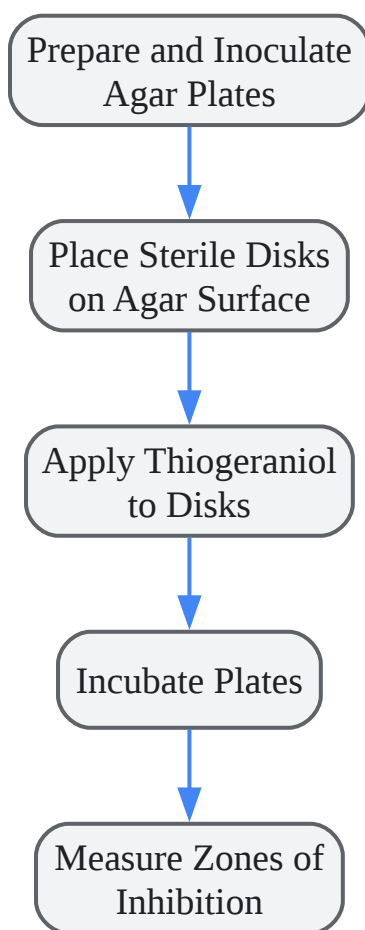 Prepare and Inoculate
Agar Plates
Place Sterile Disks
on Agar Surface
Apply Thiogeraniol
to Disks
Incubate Plates
Measure Zones of
Inhibition